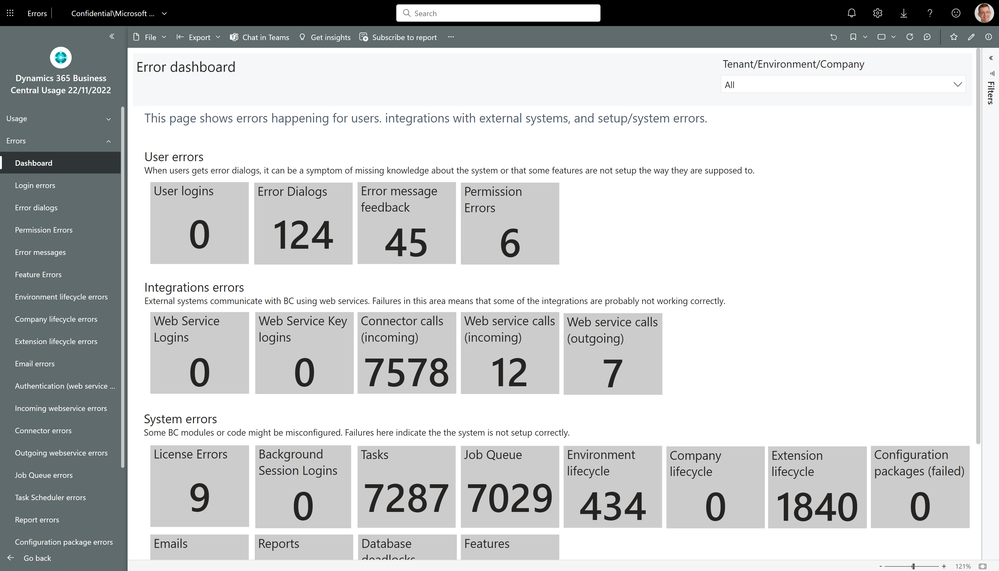 Errors
Confidential\Microsoft ...
Search
File
Export
Chat in Teams
Get insights
Subscribe to report
...
Dynamics 365 Business
Central Usage 22/11/2022
Usage
Errors
Dashboard
Login errors
Error dialogs
Permission Errors
Error messages
Feature Errors
Environment lifecycle errors
Company lifecycle errors
Extension lifecycle errors
Email errors
Authentication (web service ...
Incoming webservice errors
Connector errors
Outgoing webservice errors
Job Queue errors
Task Scheduler errors
Report errors
Configuration package errors
Go back
Error dashboard
Tenant/Environment/Company
All
Filters
This page shows errors happening for users. integrations with external systems, and setup/system errors.
User errors
When users gets error dialogs, it can be a symptom of missing knowledge about the system or that some features are not setup the way they are supposed to.
User logins
0
Error Dialogs
124
Error message
feedback
45
Permission
Errors
6
Integrations errors
External systems communicate with BC using web services. Failures in this area means that some of the integrations are probably not working correctly.
Web Service
Logins
0
Web Service Key
logins
0
Connector calls
(incoming)
7578
Web service calls
(incoming)
12
Web service calls
(outgoing)
7
System errors
Some BC modules or code might be misconfigured. Failures here indicate the the system is not setup correctly.
License Errors
9
Background
Session Logins
0
Tasks
7287
Job Queue
7029
Environment
lifecycle
434
Company
lifecycle
0
Extension
lifecycle
1840
Configuration
packages (failed)
0
Emails
Reports
Database
deadlocks
Features
- +
121%